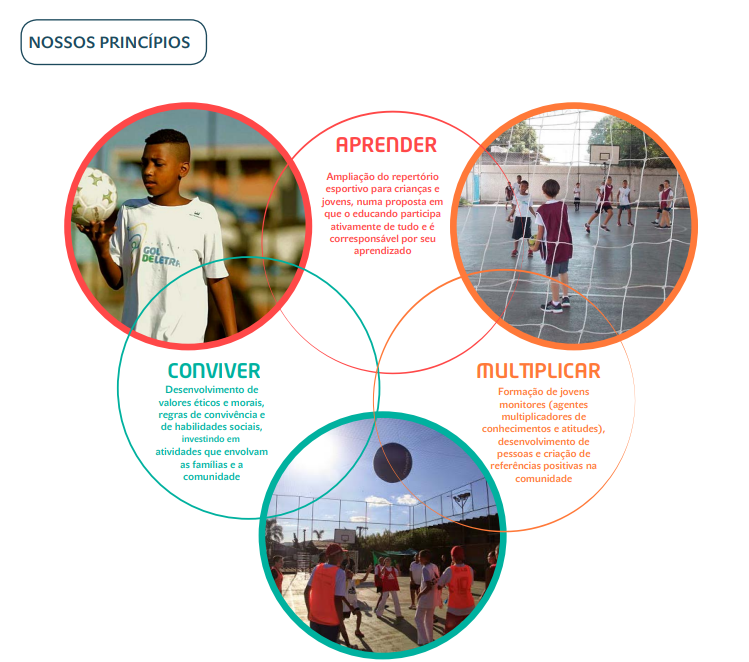 NOSSOS PRINCÍPIOS
APRENDER
Ampliação do repertório
esportivo para crianças e
jovens, numa proposta em
que o educando participa
ativamente de tudo e é
corresponsável por seu
aprendizado
GOL
DELETRA
CONVIVER
Desenvolvimento de
valores éticos e morais,
regras de convivência e
de habilidades sociais,
investindo em
atividades que envolvam
as famílias e a
comunidade
MULTIPLICAR
Formação de jovens
monitores (agentes
multiplicadores de
conhecimentos e atitudes),
desenvolvimento de
pessoas e criação de
referências positivas na
comunidade